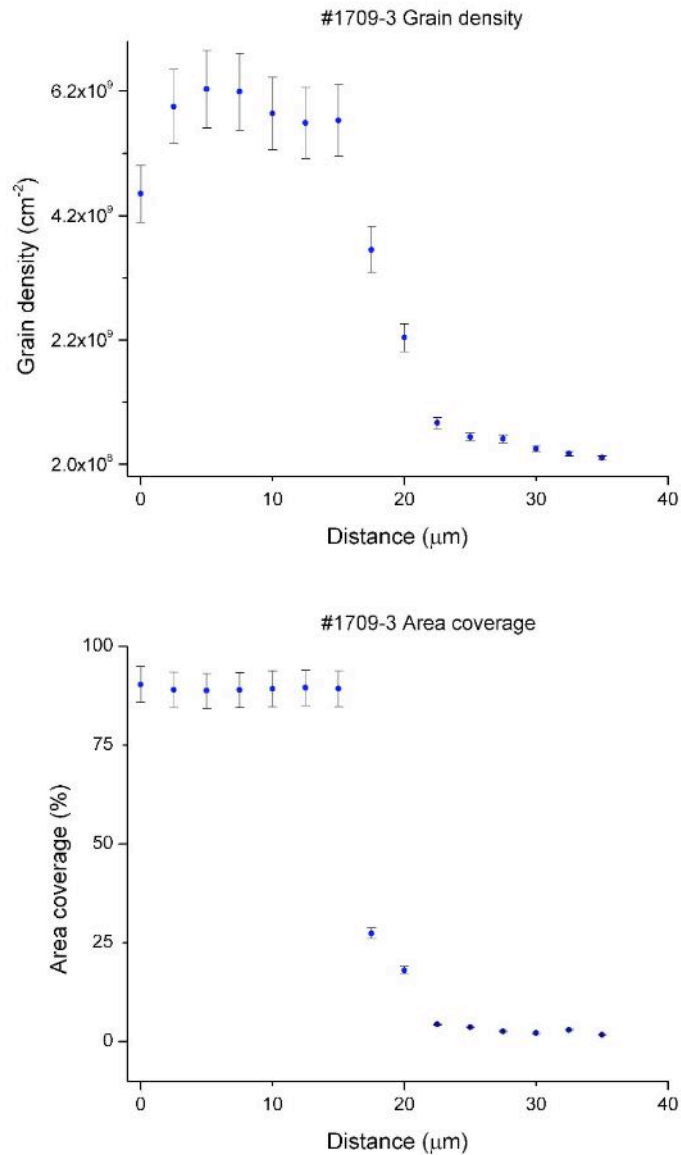 #1709-3 Grain density
Grain density (cm⁻²)
6.2x10⁹
4.2x10⁹
2.2x10⁹
2.0x10⁸
0 10 20 30 40
Distance (μm)
#1709-3 Area coverage
Area coverage (%)
100
75
50
25
0
0 10 20 30 40
Distance (μm)